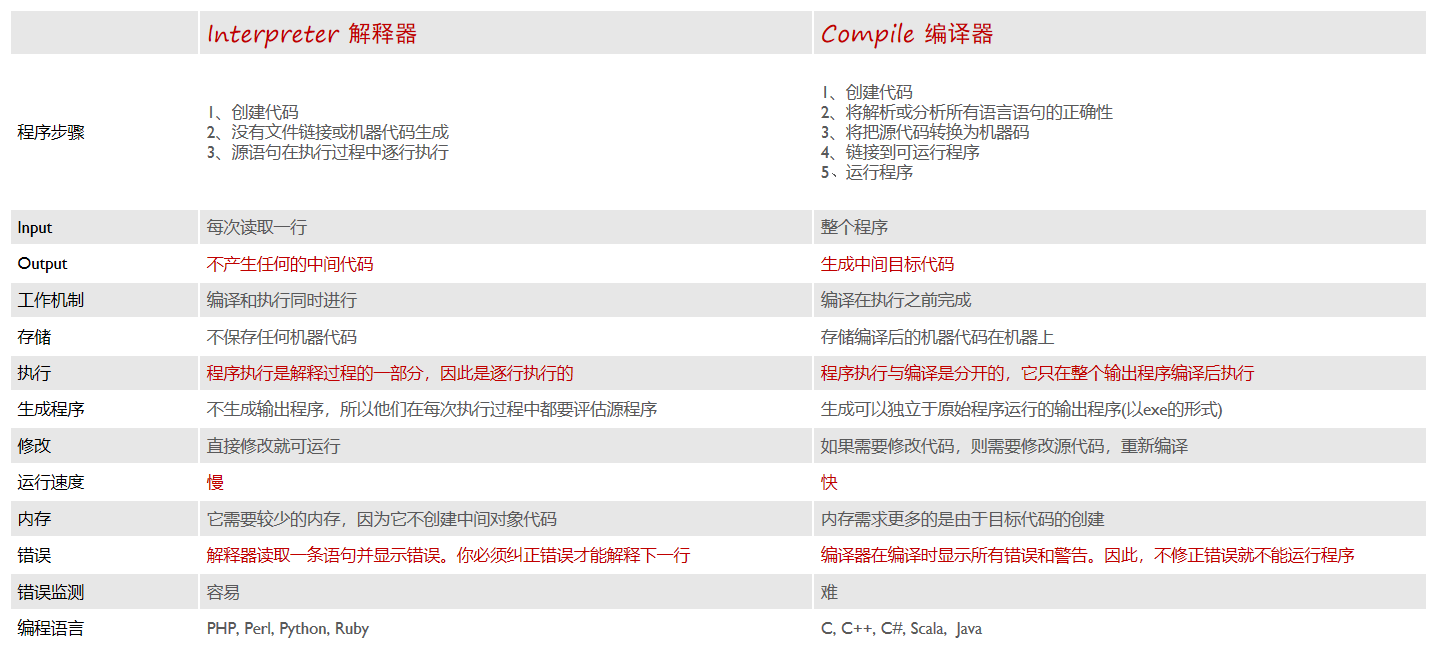 Interpreter 解释器
Compile 编译器
程序步骤
1、创建代码
2、没有文件链接或机器代码生成
3、源语句在执行过程中逐行执行
1、创建代码
2、将解析或分析所有语言语句的正确性
3、将把源代码转换为机器码
4、链接到可运行程序
5、运行程序
Input
每次读取一行
整个程序
Output
不产生任何的中间代码
生成中间目标代码
工作机制
编译和执行同时进行
编译在执行之前完成
存储
不保存任何机器代码
存储编译后的机器代码在机器上
执行
程序执行是解释过程的一部分，因此是逐行执行的
程序执行与编译是分开的，它只在整个输出程序编译后执行
生成程序
不生成输出程序，所以他们在每次执行过程中都要评估源程序
生成可以独立于原始程序运行的输出程序(以exe的形式)
修改
直接修改就可运行
如果需要修改代码，则需要修改源代码，重新编译
运行速度
慢
快
内存
它需要较少的内存，因为它不创建中间对象代码
内存需求更多的是由于目标代码的创建
错误
解释器读取一条语句并显示错误。你必须纠正错误才能解释下一行
编译器在编译时显示所有错误和警告。因此，不修正错误就不能运行程序
错误监测
容易
难
编程语言
PHP, Perl, Python, Ruby
C, C++, C#, Scala, Java